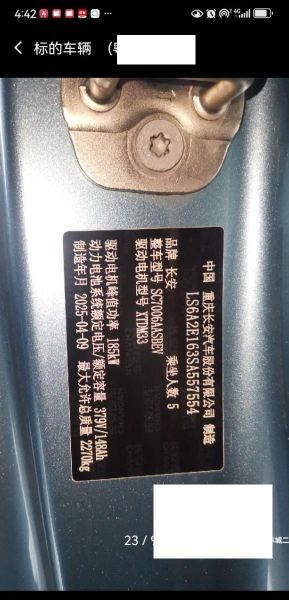 4:42
标的车辆
中国 重庆长安汽车股份有限公司 制造
LS6A2E163SA557554
品牌 长安 乘坐人数 5
整车型号 SC7006AASBEV
驱动电机型号 XTDM33
驱动电机峰值功率 185kW
动力电池系统额定电压/额定容量 379V/148Ah
制造年月 2025-04-09 最大允许总质量 2270kg
23 /